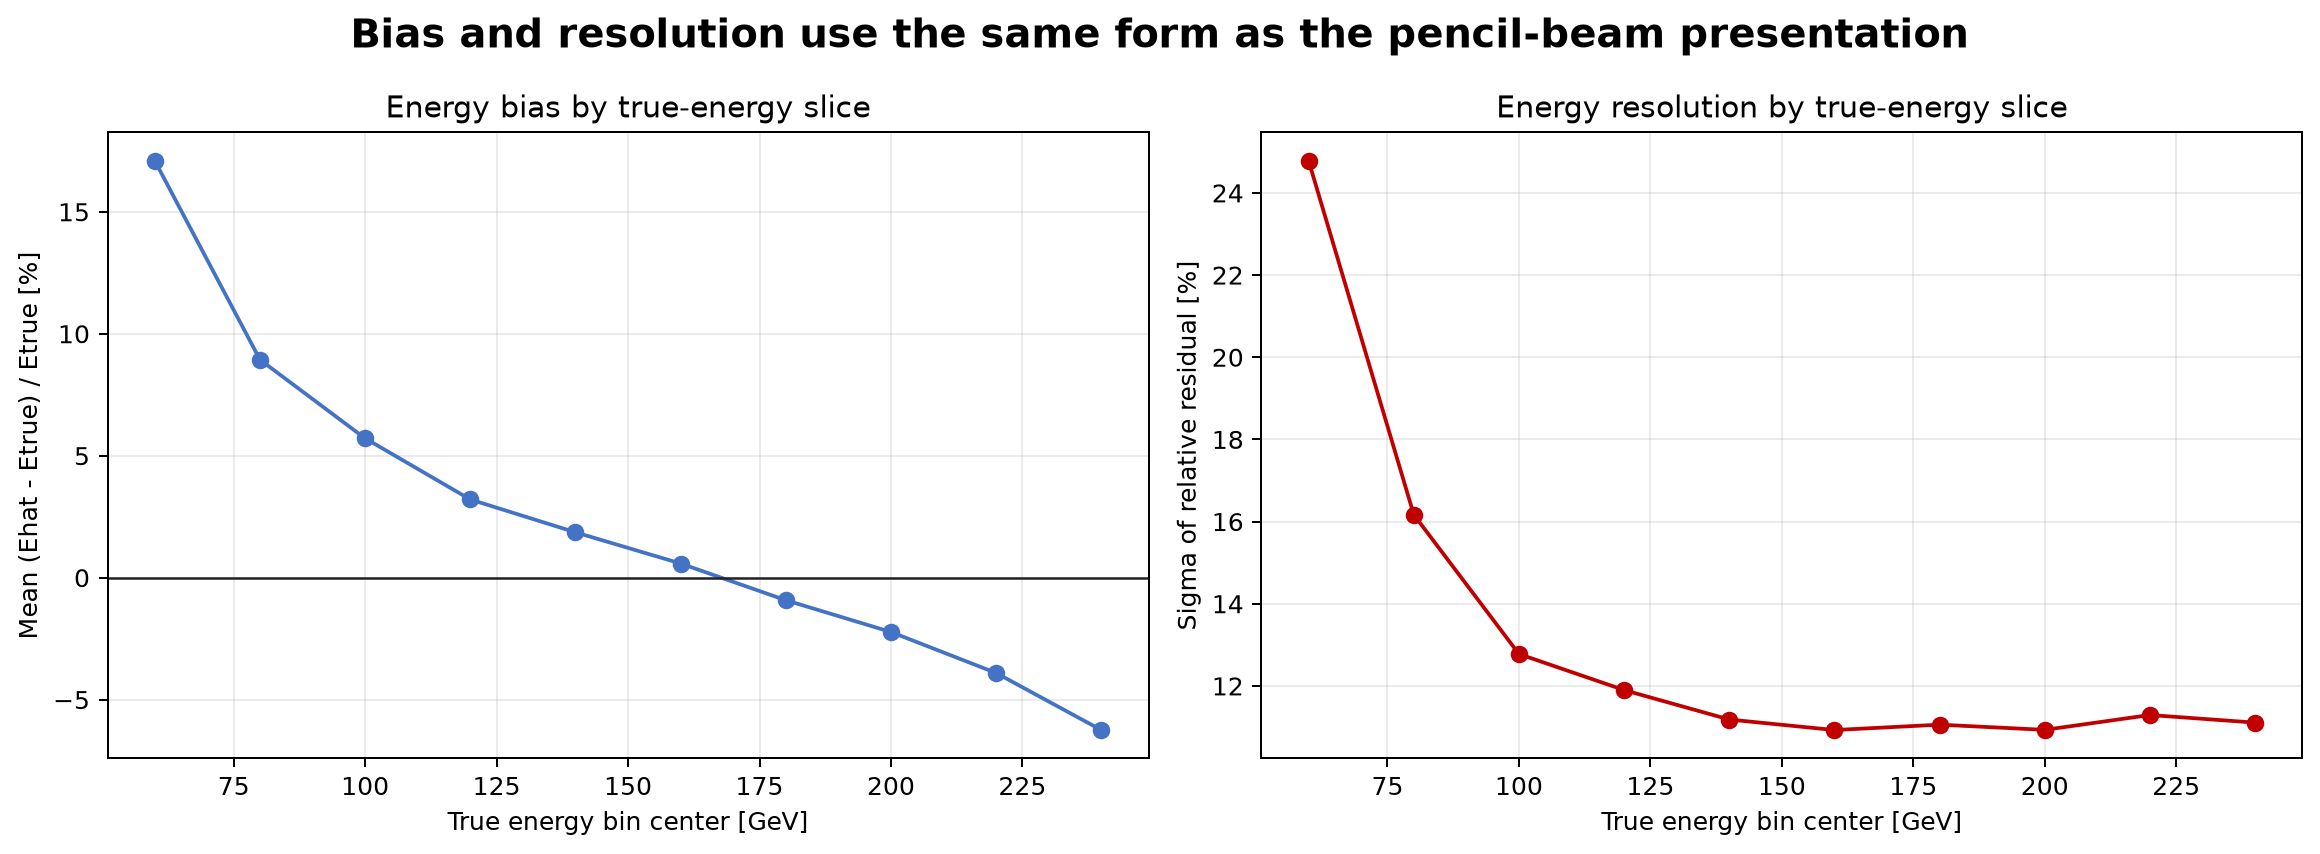 Bias and resolution use the same form as the pencil-beam presentation
Energy bias by true-energy slice
Mean (Ehat - Etrue) / Etrue [%]
15
10
5
0
−5
75 100 125 150 175 200 225
True energy bin center [GeV]
Energy resolution by true-energy slice
Sigma of relative residual [%]
24
22
20
18
16
14
12
75 100 125 150 175 200 225
True energy bin center [GeV]